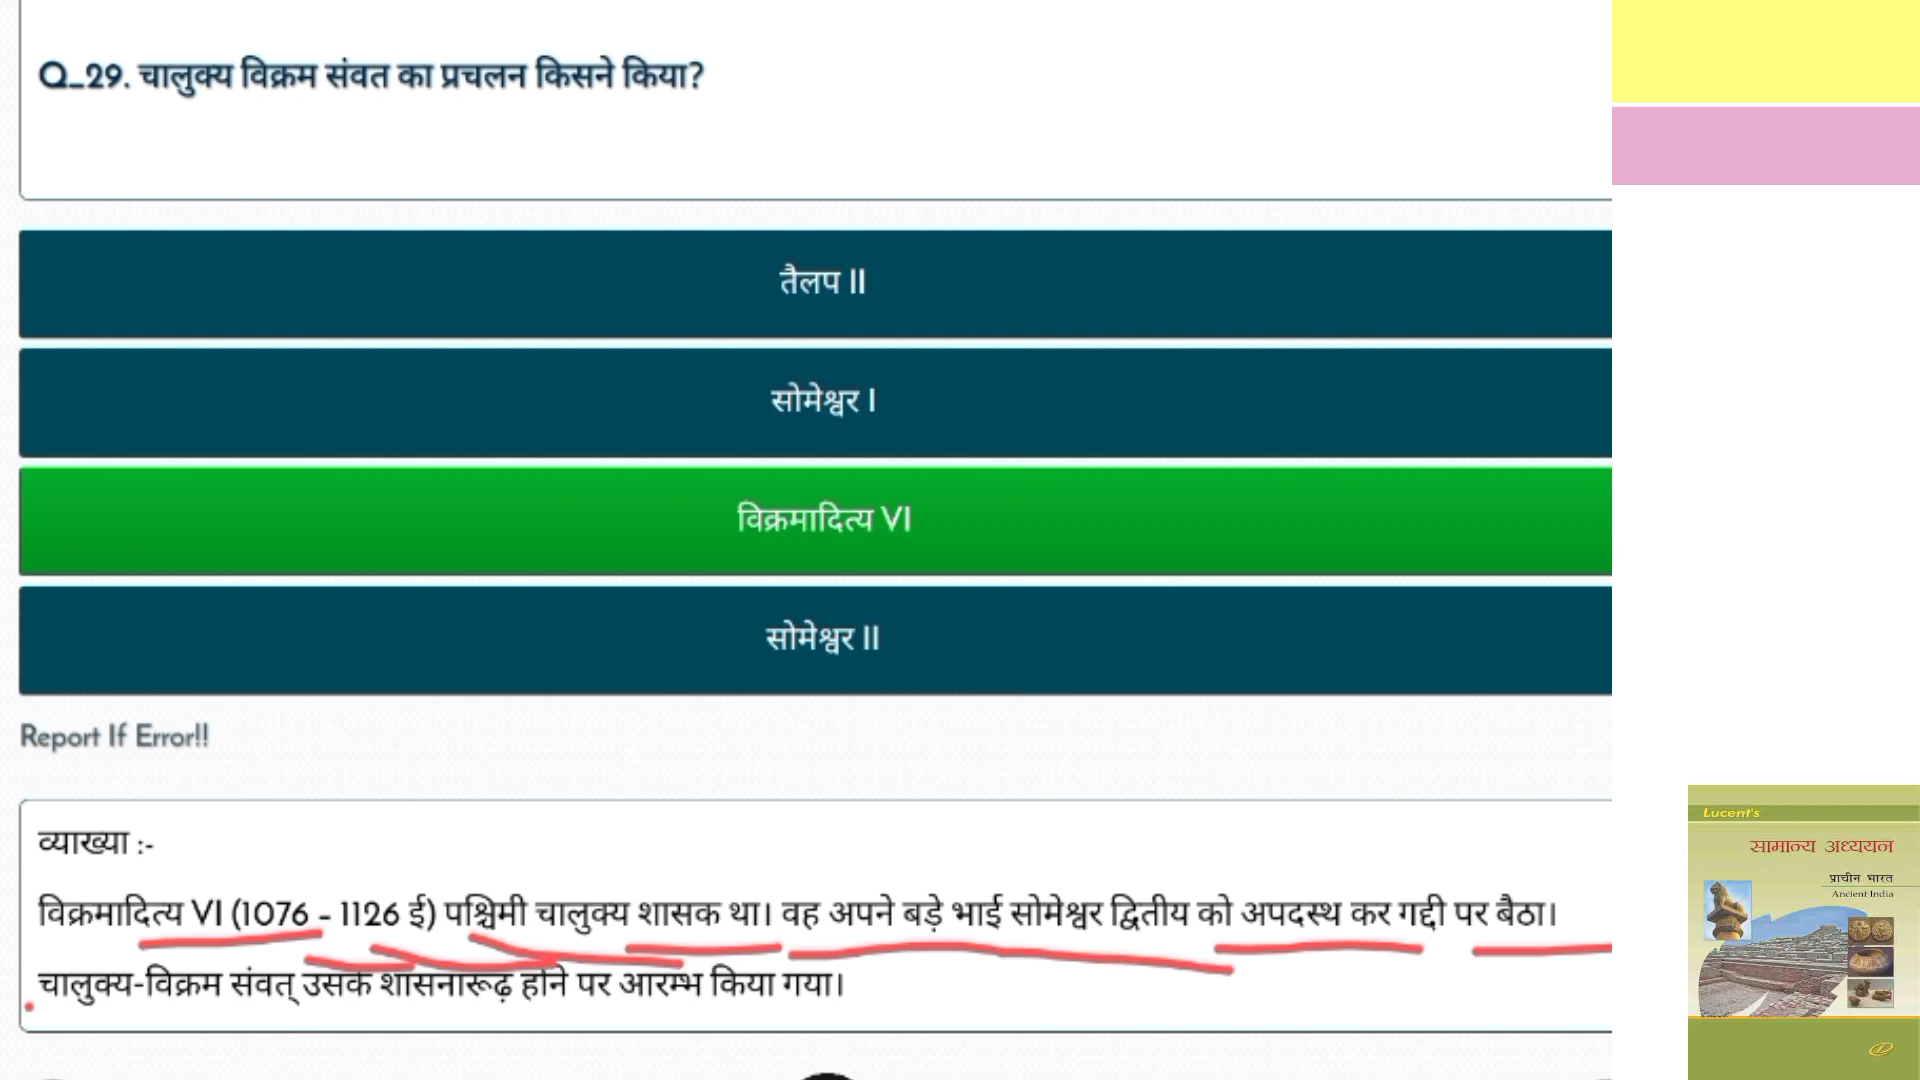 Q_29. चालुक्य विक्रम संवत का प्रचलन किसने किया?
तैलप II
सोमेश्वर I
विक्रमादित्य VI
सोमेश्वर II
Report If Error!!
व्याख्या :-
विक्रमादित्य VI (1076 - 1126 ई) पश्चिमी चालुक्य शासक था। वह अपने बड़े भाई सोमेश्वर द्वितीय को अपदस्थ कर गद्दी पर बैठा।
चालुक्य-विक्रम संवत् उसके शासनारूढ़ होने पर आरम्भ किया गया।
Lucent's
सामान्य अध्ययन
प्राचीन भारत
Ancient India